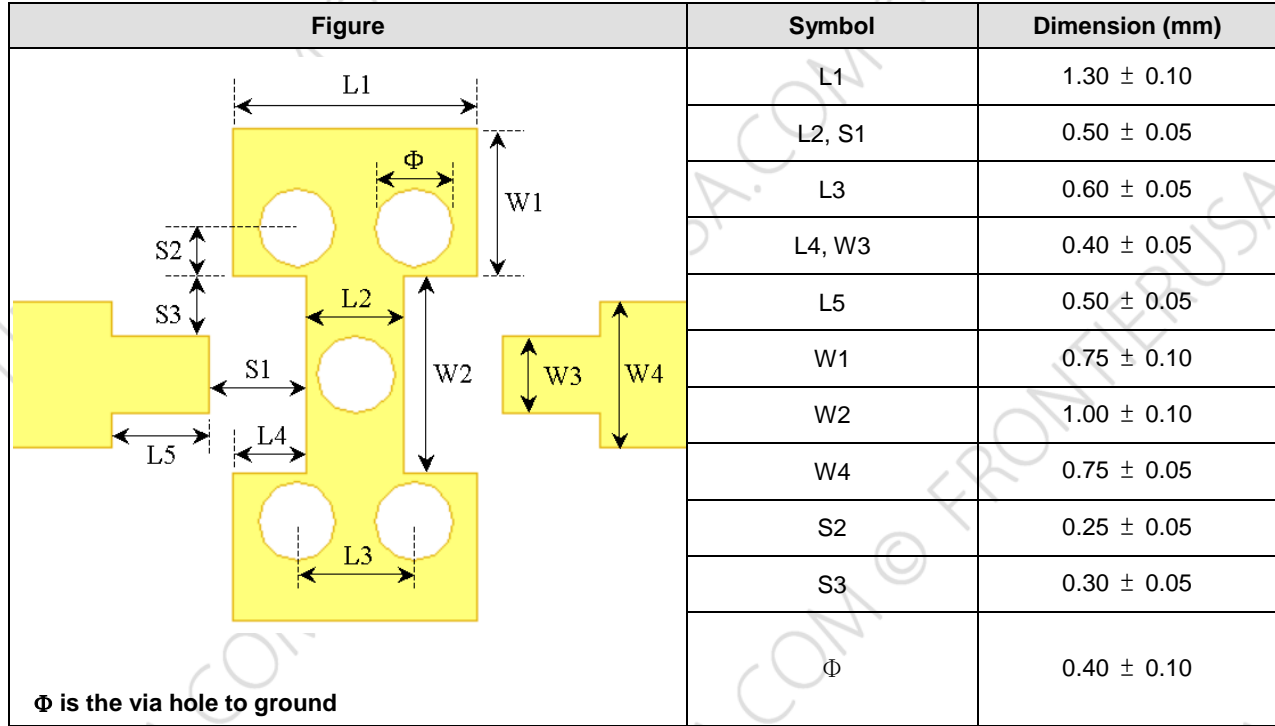 Figure Symbol Dimension (mm)
L1 1.30 ± 0.10
L2, S1 0.50 ± 0.05
L3 0.60 ± 0.05
L4, W3 0.40 ± 0.05
L5 0.50 ± 0.05
W1 0.75 ± 0.10
W2 1.00 ± 0.10
W4 0.75 ± 0.05
S2 0.25 ± 0.05
S3 0.30 ± 0.05
Φ 0.40 ± 0.10
L1
Φ
W1
S2
S3
L2
S1
W2
W3
W4
L4
L5
L3
Φ is the via hole to ground
COM © FRONTIERUSA